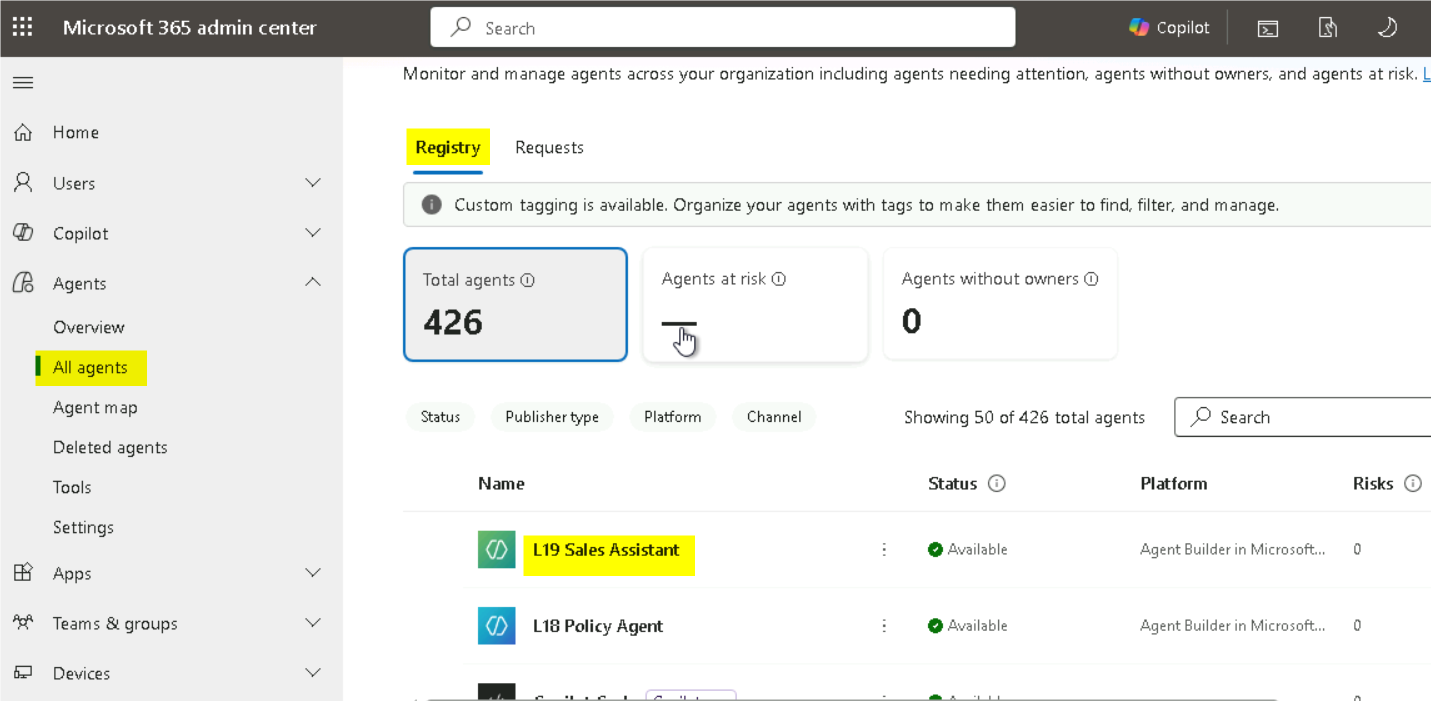 Microsoft 365 admin center
Search
Copilot
Monitor and manage agents across your organization including agents needing attention, agents without owners, and agents at risk.
Home
Users
Copilot
Agents
Overview
All agents
Agent map
Deleted agents
Tools
Settings
Apps
Teams & groups
Devices
Registry Requests
Custom tagging is available. Organize your agents with tags to make them easier to find, filter, and manage.
Total agents
426
Agents at risk
—
Agents without owners
0
Status Publisher type Platform Channel Showing 50 of 426 total agents Search
Name Status Platform Risks
L19 Sales Assistant Available Agent Builder in Microsoft... 0
L18 Policy Agent Available Agent Builder in Microsoft... 0